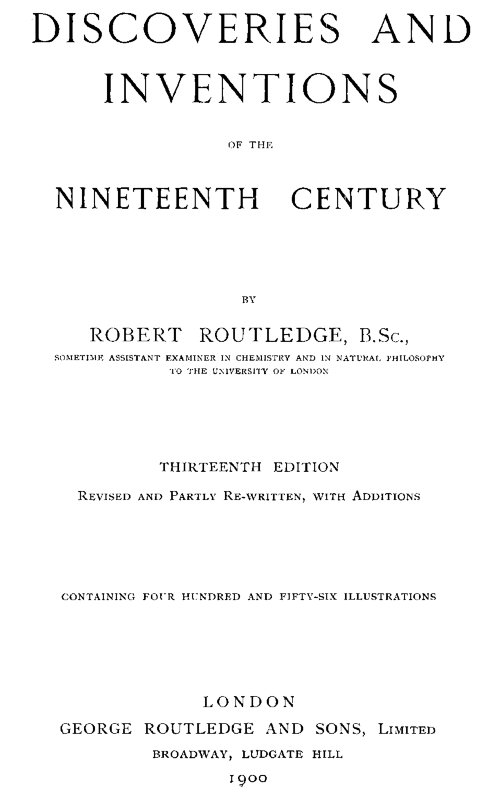 DISCOVERIES AND
INVENTIONS
OF THE
NINETEENTH CENTURY
BY
ROBERT ROUTLEDGE, B.Sc.,
SOMETIME ASSISTANT EXAMINER IN CHEMISTRY AND IN NATURAL PHILOSOPHY
TO THE UNIVERSITY OF LONDON
THIRTEENTH EDITION
REVISED AND PARTLY RE-WRITTEN, WITH ADDITIONS
CONTAINING FOUR HUNDRED AND FIFTY-SIX ILLUSTRATIONS
LONDON
GEORGE ROUTLEDGE AND SONS, LIMITED
BROADWAY, LUDGATE HILL
1900